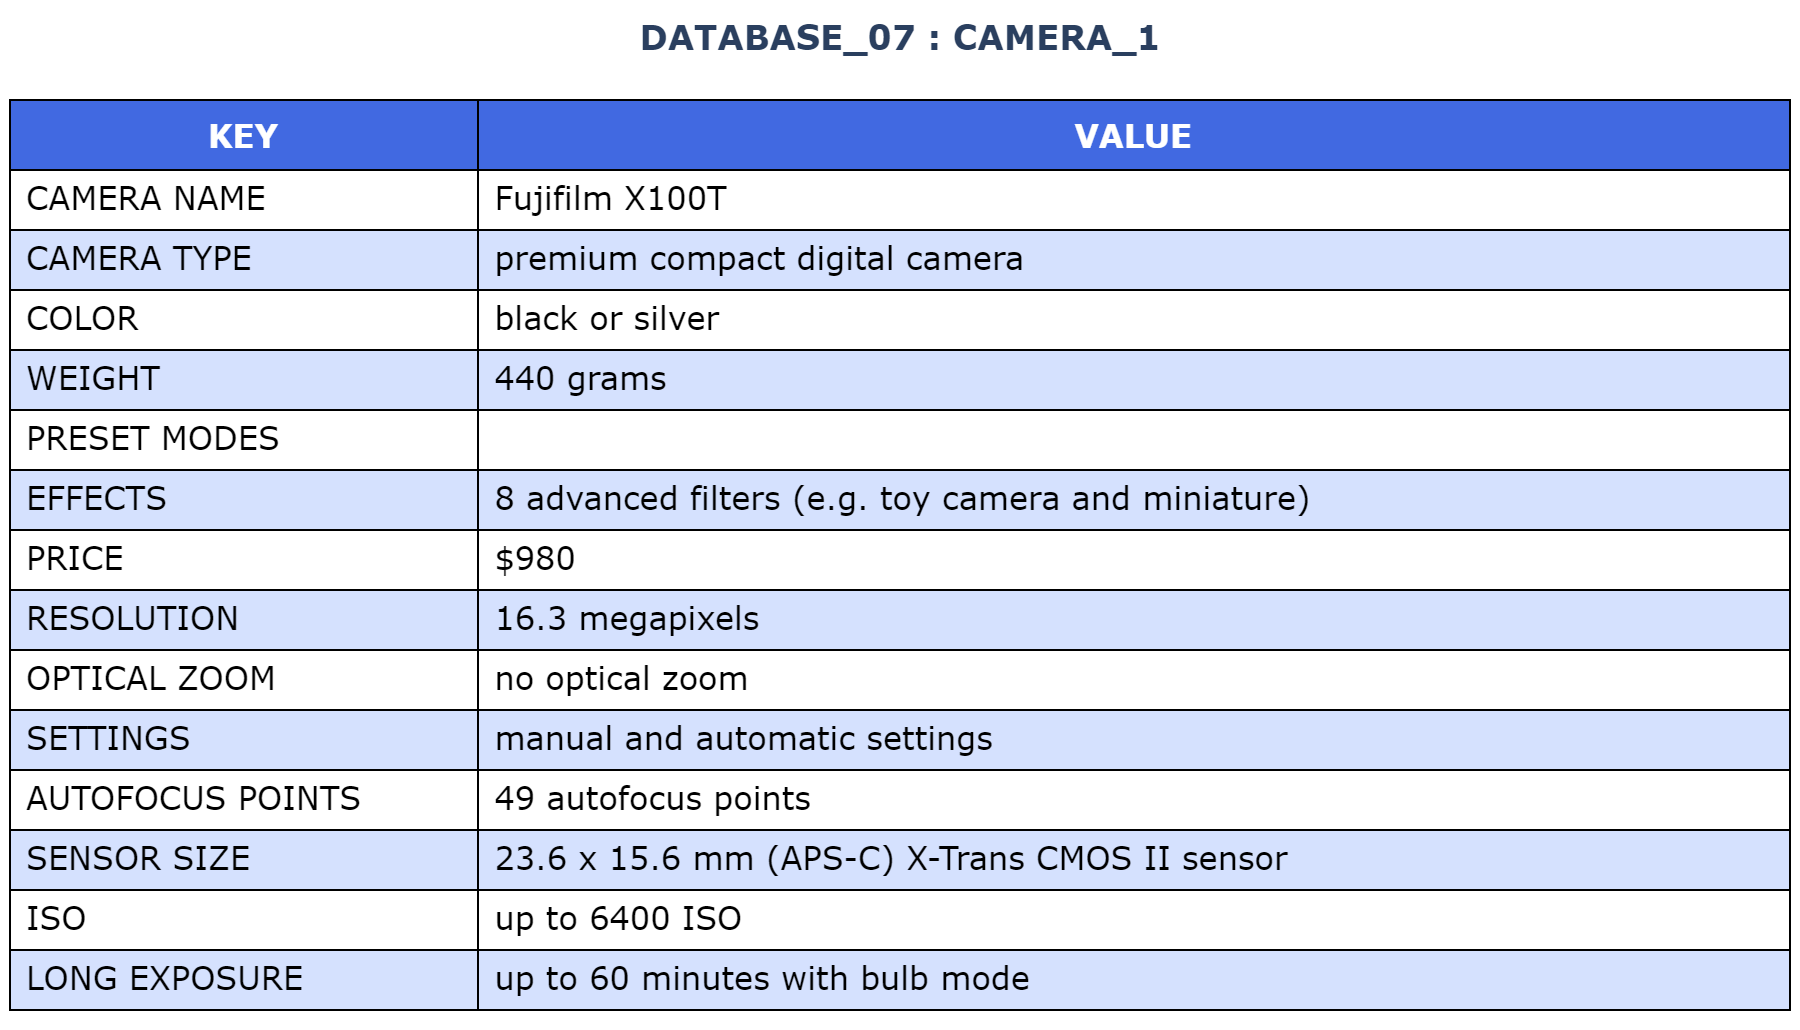 DATABASE_07 : CAMERA_1
KEY VALUE
CAMERA NAME Fujifilm X100T
CAMERA TYPE premium compact digital camera
COLOR black or silver
WEIGHT 440 grams
PRESET MODES
EFFECTS 8 advanced filters (e.g. toy camera and miniature)
PRICE $980
RESOLUTION 16.3 megapixels
OPTICAL ZOOM no optical zoom
SETTINGS manual and automatic settings
AUTOFOCUS POINTS 49 autofocus points
SENSOR SIZE 23.6 x 15.6 mm (APS-C) X-Trans CMOS II sensor
ISO up to 6400 ISO
LONG EXPOSURE up to 60 minutes with bulb mode